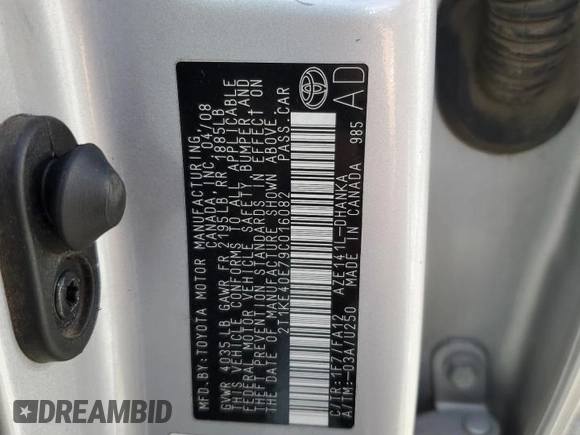 MFD.BY:TOYOTA MOTOR MANUFACTURING,
CANADA, INC. 04/08
GVWR 4035LB GAWR FR 2195LB RR 1885LB
THIS VEHICLE CONFORMS TO ALL APPLICABLE
FEDERAL MOTOR VEHICLE SAFETY, BUMPER, AND
THEFT PREVENTION STANDARDS IN EFFECT ON
THE DATE OF MANUFACTURE SHOWN ABOVE.
2T1KE40E79C016082 PASS.CAR
C/TR:1F7/FA12 AZE141L-DHANKA
A/TM:-03A/U250 MADE IN CANADA 985
AD
DREAMBID